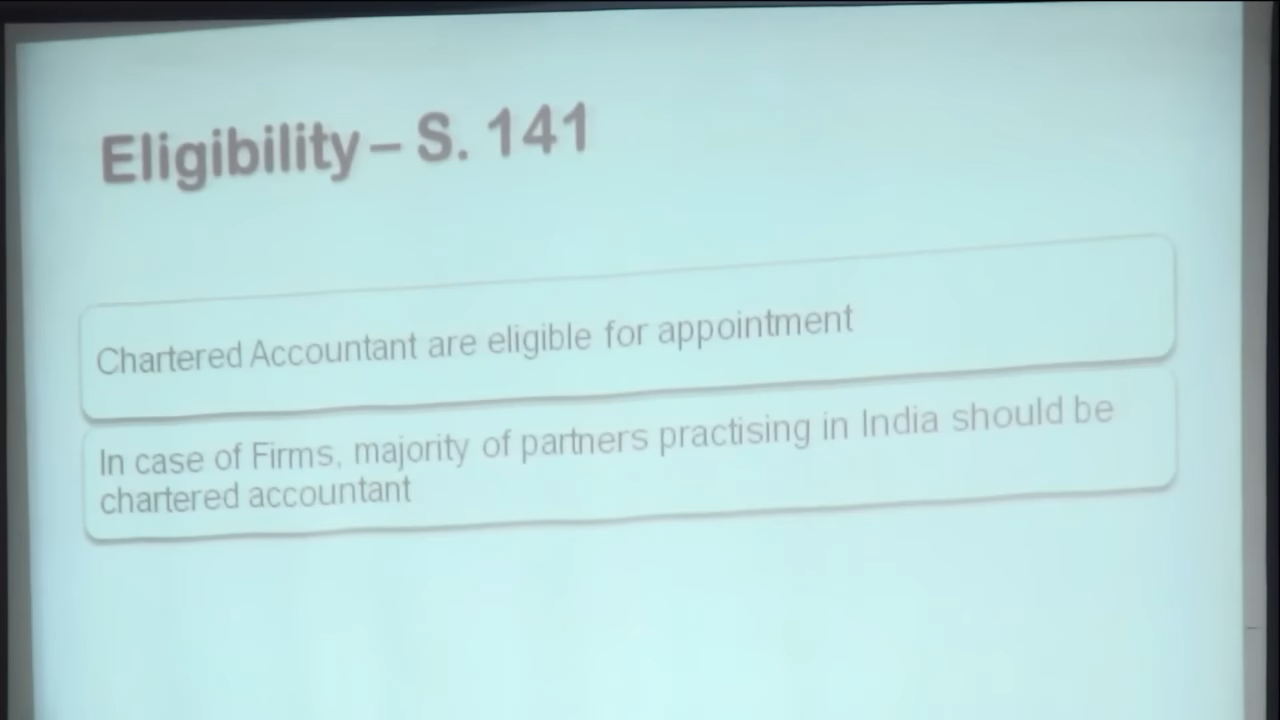 Eligibility – S. 141
Chartered Accountant are eligible for appointment
In case of Firms, majority of partners practising in India should be
chartered accountant